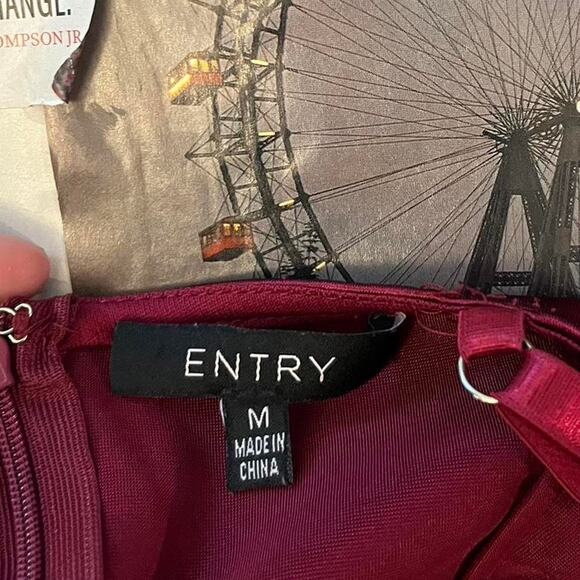 HANGE.
OMPSON JR
ENTRY
M
MADE IN
CHINA